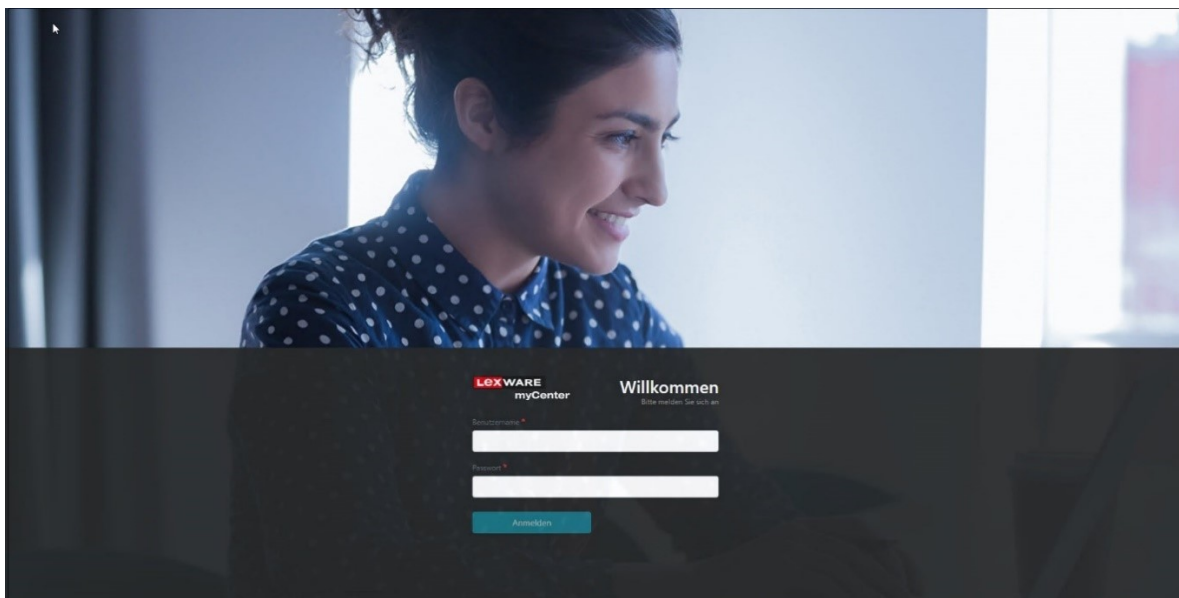 LEXWARE
myCenter
Willkommen
Bitte melden Sie sich an
Benutzername *
Passwort *
Anmelden